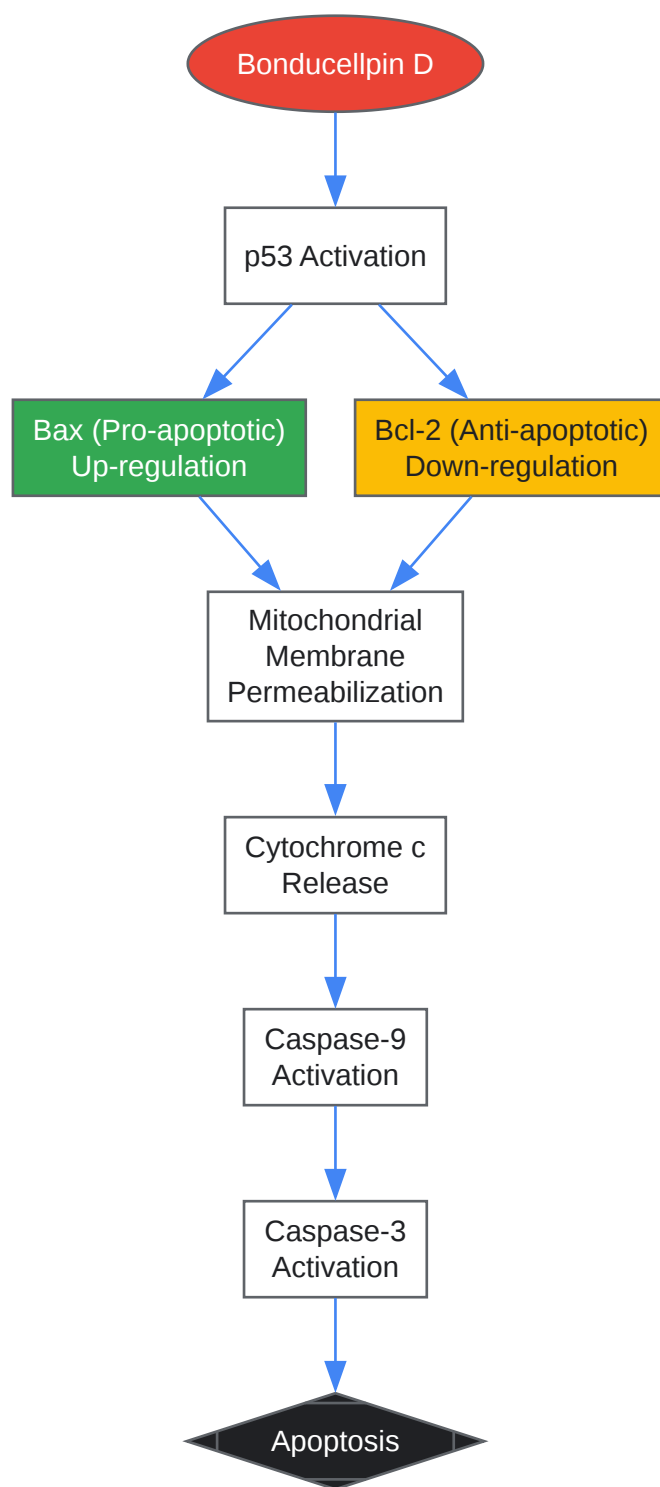 Bonducellpin D
p53 Activation
Bax (Pro-apoptotic)
Up-regulation
Bcl-2 (Anti-apoptotic)
Down-regulation
Mitochondrial
Membrane
Permeabilization
Cytochrome c
Release
Caspase-9
Activation
Caspase-3
Activation
Apoptosis